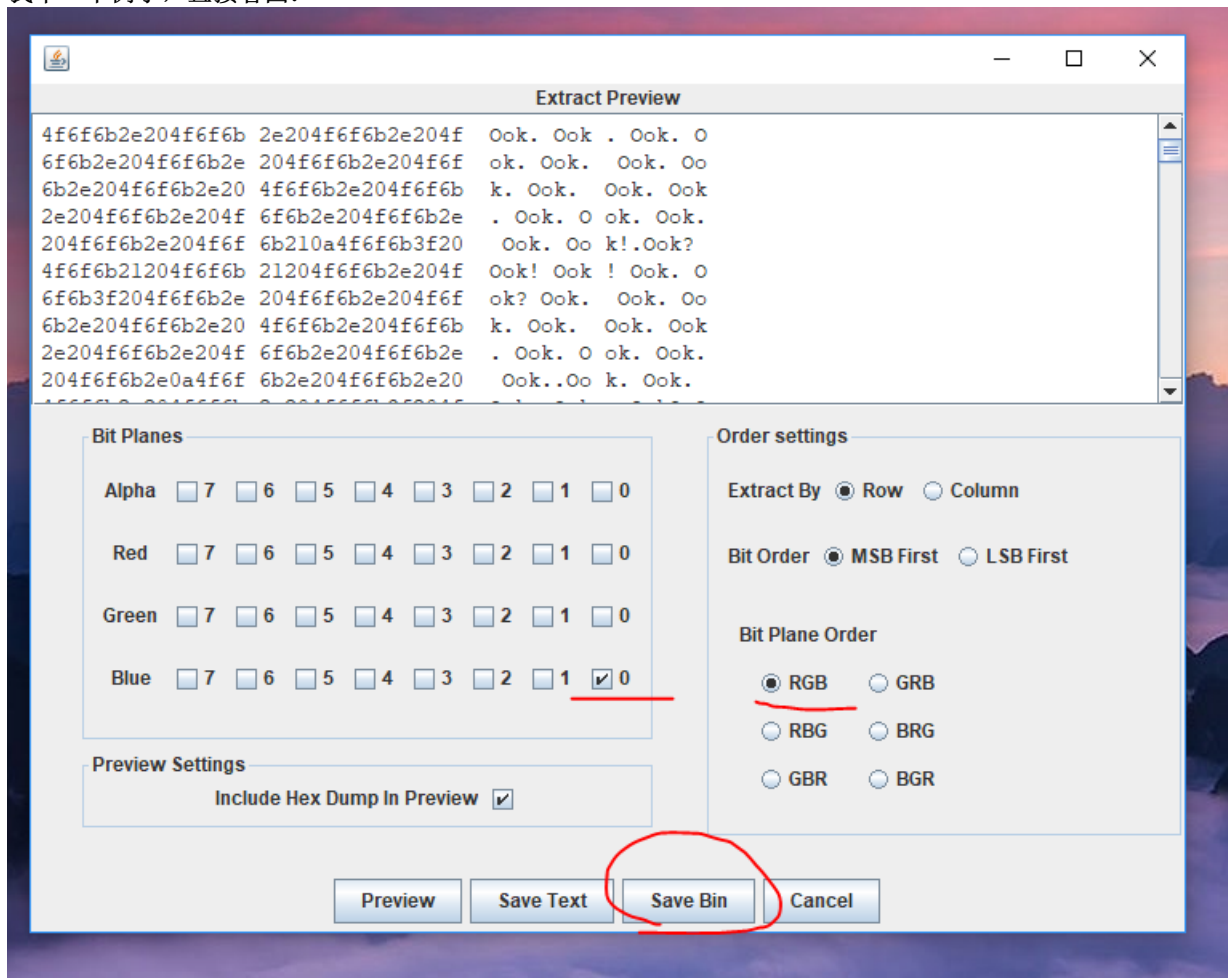 Extract Preview
4f6f6b2e204f6f6b 2e204f6f6b2e204f Ook. Ook . Ook. O
6f6b2e204f6f6b2e 204f6f6b2e204f6f ok. Ook. Ook. Oo
6b2e204f6f6b2e20 4f6f6b2e204f6f6b k. Ook. Ook. Ook
2e204f6f6b2e204f 6f6b2e204f6f6b2e . Ook. O ok. Ook.
204f6f6b2e204f6f 6b210a4f6f6b3f20 Ook. Oo k!.Ook?
4f6f6b21204f6f6b 21204f6f6b2e204f Ook! Ook ! Ook. O
6f6b3f204f6f6b2e 204f6f6b2e204f6f ok? Ook. Ook. Oo
6b2e204f6f6b2e20 4f6f6b2e204f6f6b k. Ook. Ook. Ook
2e204f6f6b2e204f 6f6b2e204f6f6b2e . Ook. O ok. Ook.
204f6f6b2e0a4f6f 6b2e204f6f6b2e20 Ook..Oo k. Ook.
Bit Planes
Order settings
Alpha 7 6 5 4 3 2 1 0
Extract By Row Column
Red 7 6 5 4 3 2 1 0
Bit Order MSB First LSB First
Green 7 6 5 4 3 2 1 0
Bit Plane Order
Blue 7 6 5 4 3 2 1 0
RGB GRB
RBG BRG
Preview Settings
GBR BGR
Include Hex Dump In Preview
Preview Save Text Save Bin Cancel